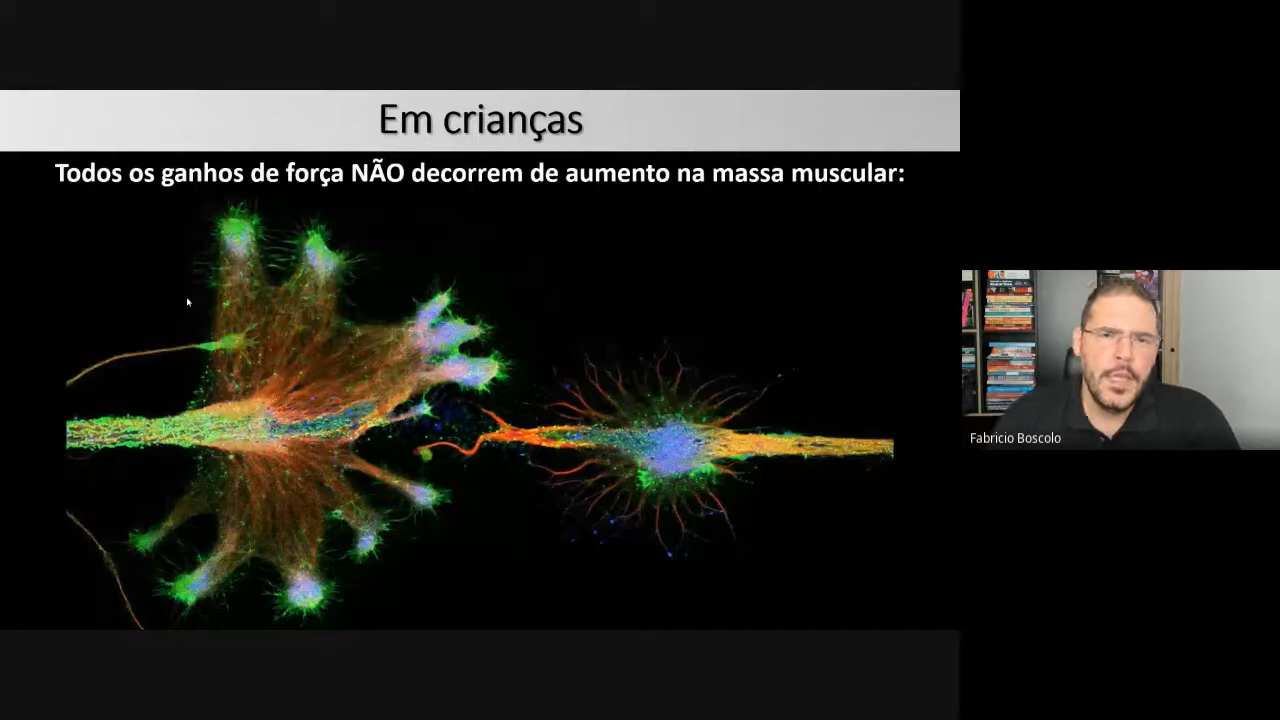 Em crianças
Todos os ganhos de força NÃO decorrem de aumento na massa muscular:
Fabricio Boscolo